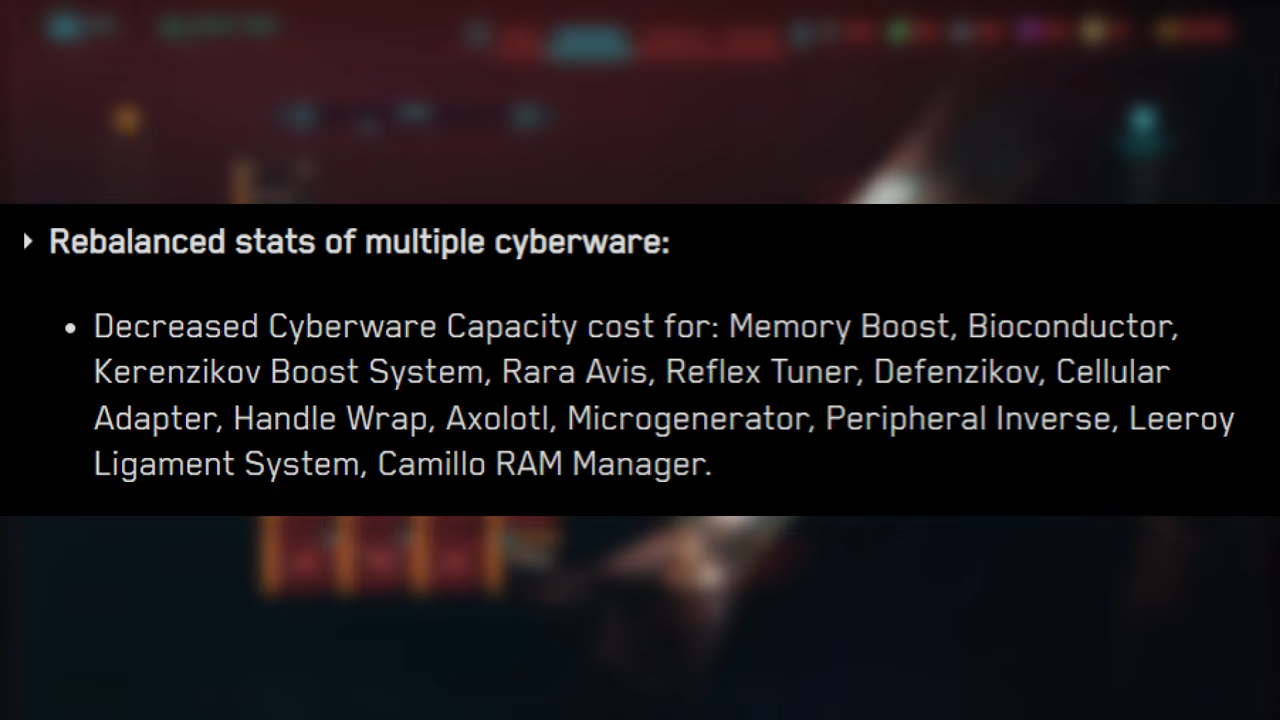 Rebalanced stats of multiple cyberware:
Decreased Cyberware Capacity cost for: Memory Boost, Bioconductor,
Kerenzikov Boost System, Rara Avis, Reflex Tuner, Defenzikov, Cellular
Adapter, Handle Wrap, Axolotl, Microgenerator, Peripheral Inverse, Leeroy
Ligament System, Camillo RAM Manager.